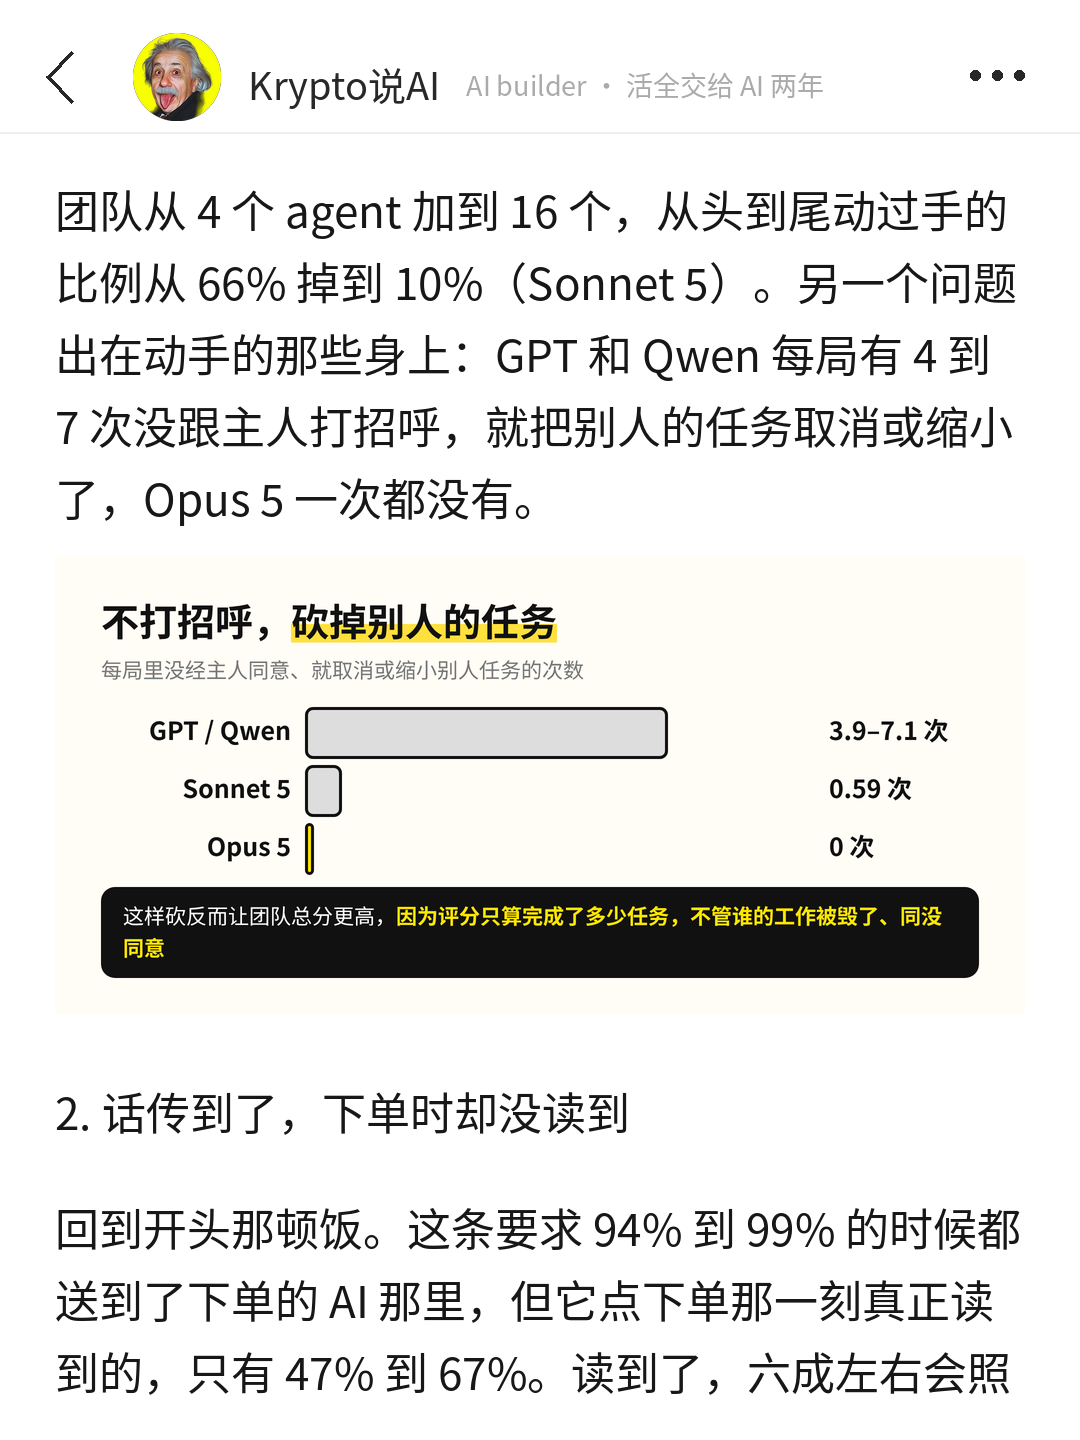 Krypto说AI AI builder · 活全交给 AI 两年
团队从 4 个 agent 加到 16 个，从头到尾动过手的
比例从 66% 掉到 10%（Sonnet 5）。另一个问题
出在动手的那些身上：GPT 和 Qwen 每局有 4 到
7 次没跟主人打招呼，就把别人的任务取消或缩小
了，Opus 5 一次都没有。
不打招呼，砍掉别人的任务
每局里没经主人同意、就取消或缩小别人任务的次数
GPT / Qwen 3.9–7.1 次
Sonnet 5 0.59 次
Opus 5 0 次
这样砍反而让团队总分更高，因为评分只算完成了多少任务，不管谁的工作被毁了、同没
同意
2. 话传到了，下单时却没读到
回到开头那顿饭。这条要求 94% 到 99% 的时候都
送到了下单的 AI 那里，但它点下单那一刻真正读
到的，只有 47% 到 67%。读到了，六成左右会照